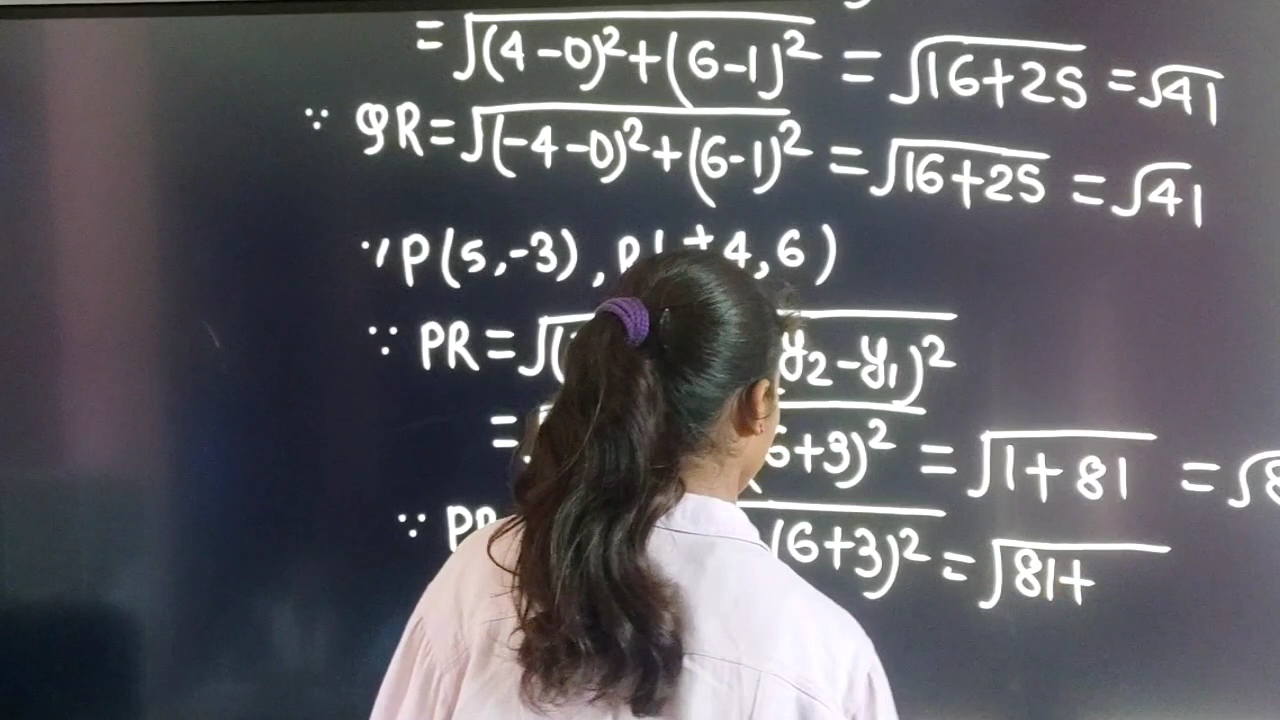 = √(4-0)²+(6-1)² = √16+25 = √41
∵ QR = √(-4-0)²+(6-1)² = √16+25 = √41
∵ P(5,-3), R(±4,6)
∵ PR = √( y₂-y₁)²
= 6+3)² = √1+81 = √8
∵ PR (6+3)² = √81+